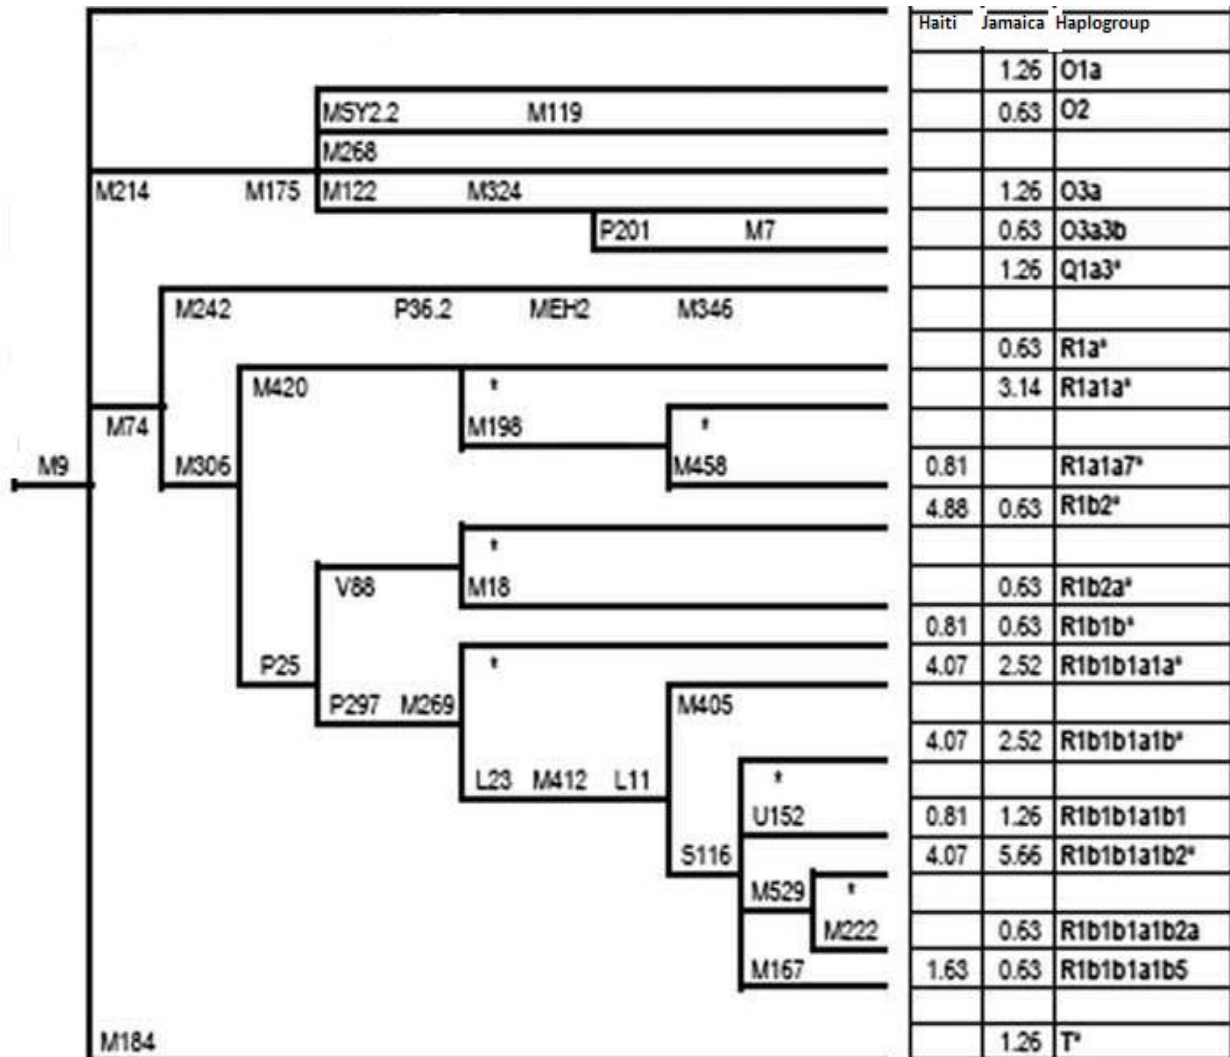 Haiti Jamaica Haplogroup
1.26 O1a
MSY2.2 M119 0.63 O2
M268
M214 M175 M122 M324 1.26 O3a
P201 M7 0.63 O3a3b
1.26 Q1a3*
M242 P36.2 MEH2 M346
0.63 R1a*
M420 * 3.14 R1a1a*
M74 M198 *
M9 M306 M458 0.81 R1a1a7*
4.88 0.63 R1b2*
*
V88 M18 0.63 R1b2a*
0.81 0.63 R1b1b*
P25 * 4.07 2.52 R1b1b1a1a*
P297 M269 M405
4.07 2.52 R1b1b1a1b*
L23 M412 L11 *
U152 0.81 1.26 R1b1b1a1b1
S116 4.07 5.66 R1b1b1a1b2*
M529 *
M222 0.63 R1b1b1a1b2a
M167 1.63 0.63 R1b1b1a1b5
M184 1.26 T*